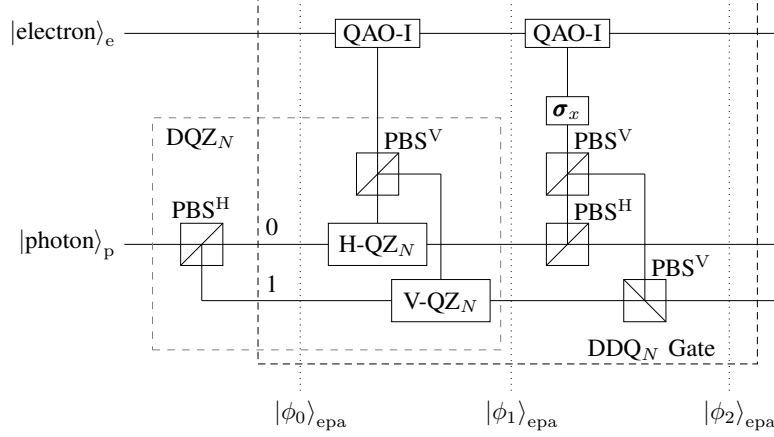 |electron⟩e QAO-I QAO-I
σx
DQZN PBSV PBSV
PBSH PBSH
|photon⟩p 0 H-QZN PBSV
1 V-QZN
DDQN Gate
|ϕ0⟩epa |ϕ1⟩epa |ϕ2⟩epa